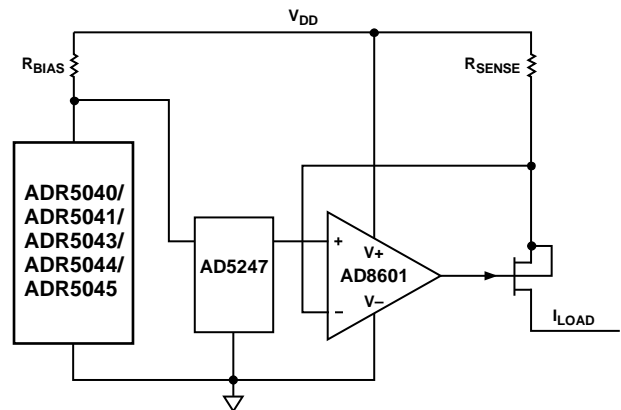 VDD
RBIAS
RSENSE
ADR5040/
ADR5041/
ADR5043/
ADR5044/
ADR5045
AD5247
+
V+
AD8601
−
V−
ILOAD